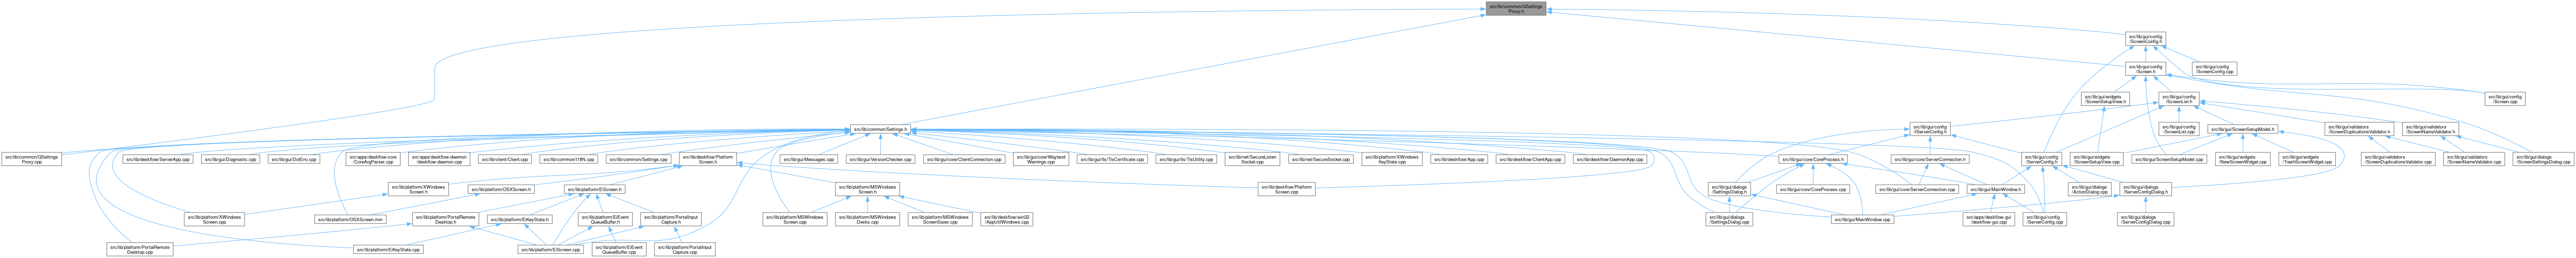 src/lib/common/QSettings
Proxy.h
src/lib/gui/config
/ScreenConfig.h
src/lib/gui/config
/Screen.h
src/lib/gui/config
/ScreenConfig.cpp
src/lib/gui/widgets
/ScreenSetupView.h
src/lib/gui/config
/ScreenList.h
src/lib/gui/config
/Screen.cpp
src/lib/common/Settings.h
src/lib/gui/config
/IServerConfig.h
src/lib/gui/config
/ScreenList.cpp
src/lib/gui/ScreenSetupModel.h
src/lib/gui/validators
/ScreenDuplicationsValidator.h
src/lib/gui/validators
/ScreenNameValidator.h
src/lib/common/QSettings
Proxy.cpp
src/lib/deskflow/ServerApp.cpp
src/lib/gui/Diagnostic.cpp
src/lib/gui/DotEnv.cpp
src/apps/deskflow-core
/CoreArgParser.cpp
src/apps/deskflow-daemon
/deskflow-daemon.cpp
src/lib/client/Client.cpp
src/lib/common/I18N.cpp
src/lib/common/Settings.cpp
src/lib/deskflow/Platform
Screen.h
src/lib/gui/Messages.cpp
src/lib/gui/VersionChecker.cpp
src/lib/gui/core/ClientConnection.cpp
src/lib/gui/core/Wayland
Warnings.cpp
src/lib/gui/tls/TlsCertificate.cpp
src/lib/gui/tls/TlsUtility.cpp
src/lib/net/SecureListen
Socket.cpp
src/lib/net/SecureSocket.cpp
src/lib/platform/XWindows
KeyState.cpp
src/lib/deskflow/App.cpp
src/lib/deskflow/ClientApp.cpp
src/lib/deskflow/DaemonApp.cpp
src/lib/gui/core/CoreProcess.h
src/lib/gui/core/ServerConnection.h
src/lib/gui/config
/ServerConfig.h
src/lib/gui/widgets
/ScreenSetupView.cpp
src/lib/gui/ScreenSetupModel.cpp
src/lib/gui/widgets
/NewScreenWidget.cpp
src/lib/gui/widgets
/TrashScreenWidget.cpp
src/lib/gui/validators
/ScreenDuplicationsValidator.cpp
src/lib/gui/validators
/ScreenNameValidator.cpp
src/lib/gui/dialogs
/ScreenSettingsDialog.cpp
src/lib/platform/XWindows
Screen.h
src/lib/platform/OSXScreen.h
src/lib/platform/EiScreen.h
src/lib/platform/MSWindows
Screen.h
src/lib/deskflow/Platform
Screen.cpp
src/lib/gui/dialogs
/SettingsDialog.h
src/lib/gui/core/CoreProcess.cpp
src/lib/gui/core/ServerConnection.cpp
src/lib/gui/MainWindow.h
src/lib/gui/dialogs
/ActionDialog.cpp
src/lib/gui/dialogs
/ServerConfigDialog.h
src/lib/platform/XWindows
Screen.cpp
src/lib/platform/OSXScreen.mm
src/lib/platform/PortalRemote
Desktop.h
src/lib/platform/EiKeyState.h
src/lib/platform/EiEvent
QueueBuffer.h
src/lib/platform/PortalInput
Capture.h
src/lib/platform/MSWindows
Screen.cpp
src/lib/platform/MSWindows
Desks.cpp
src/lib/platform/MSWindows
ScreenSaver.cpp
src/lib/deskflow/win32
/AppUtilWindows.cpp
src/lib/gui/dialogs
/SettingsDialog.cpp
src/lib/gui/MainWindow.cpp
src/apps/deskflow-gui
/deskflow-gui.cpp
src/lib/gui/config
/ServerConfig.cpp
src/lib/gui/dialogs
/ServerConfigDialog.cpp
src/lib/platform/PortalRemote
Desktop.cpp
src/lib/platform/EiKeyState.cpp
src/lib/platform/EiScreen.cpp
src/lib/platform/EiEvent
QueueBuffer.cpp
src/lib/platform/PortalInput
Capture.cpp